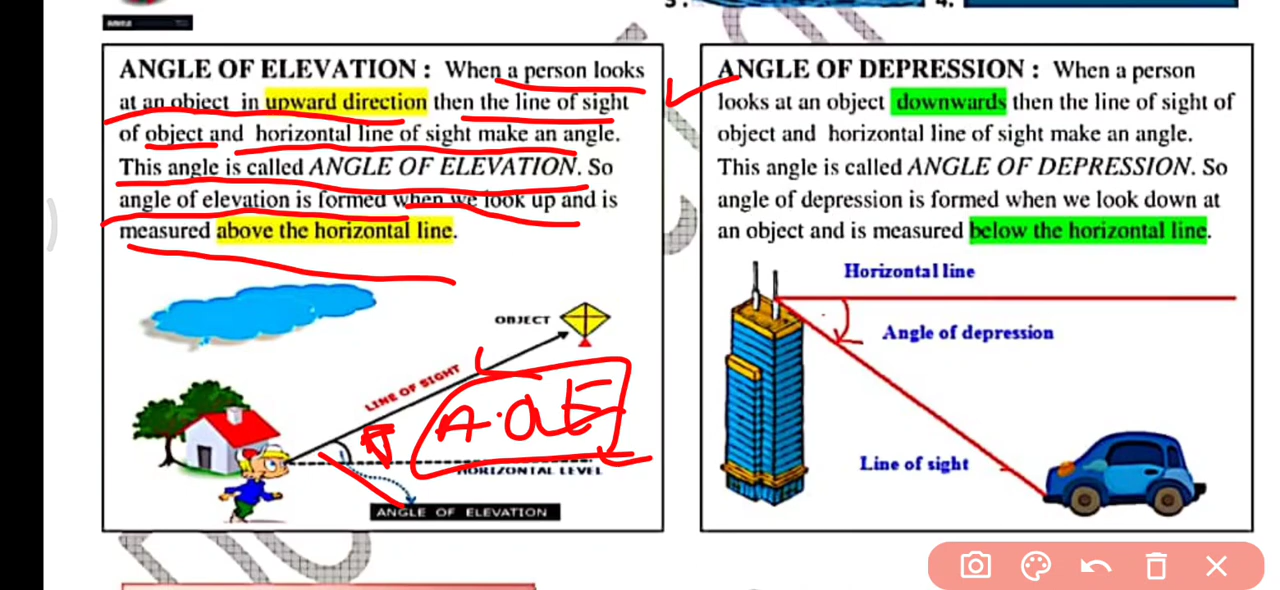 3. 4.
ANGLE OF ELEVATION : When a person looks
at an object in upward direction then the line of sight
of object and horizontal line of sight make an angle.
This angle is called ANGLE OF ELEVATION. So
angle of elevation is formed when we look up and is
measured above the horizontal line.
OBJECT
LINE OF SIGHT
A.OE
HORIZONTAL LEVEL
ANGLE OF ELEVATION
ANGLE OF DEPRESSION : When a person
looks at an object downwards then the line of sight of
object and horizontal line of sight make an angle.
This angle is called ANGLE OF DEPRESSION. So
angle of depression is formed when we look down at
an object and is measured below the horizontal line.
Horizontal line
Angle of depression
Line of sight